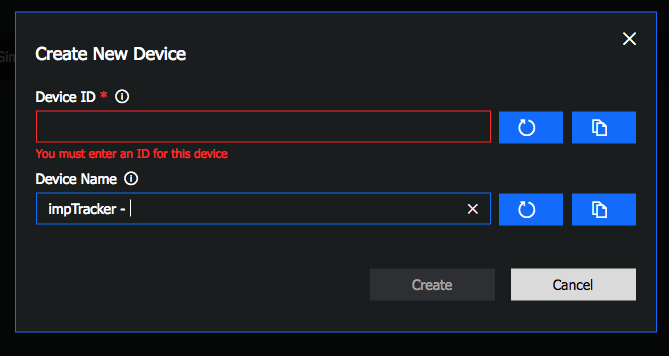 Create New Device
Device ID *
You must enter an ID for this device
Device Name
impTracker -
Create
Cancel